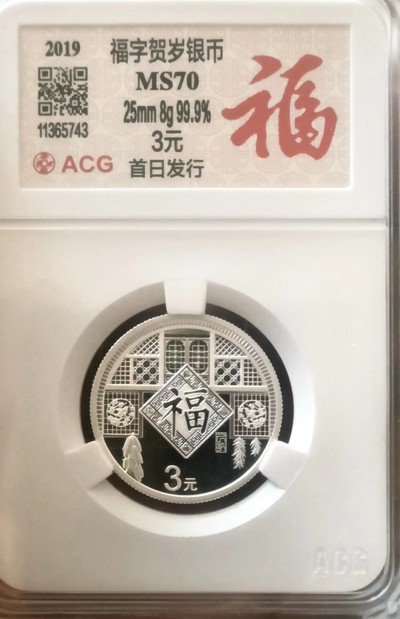 2019
福字贺岁银币
MS70
25mm 8g 99.9%
3元
首日发行
11365743
ACG
福
福
3元
ACG